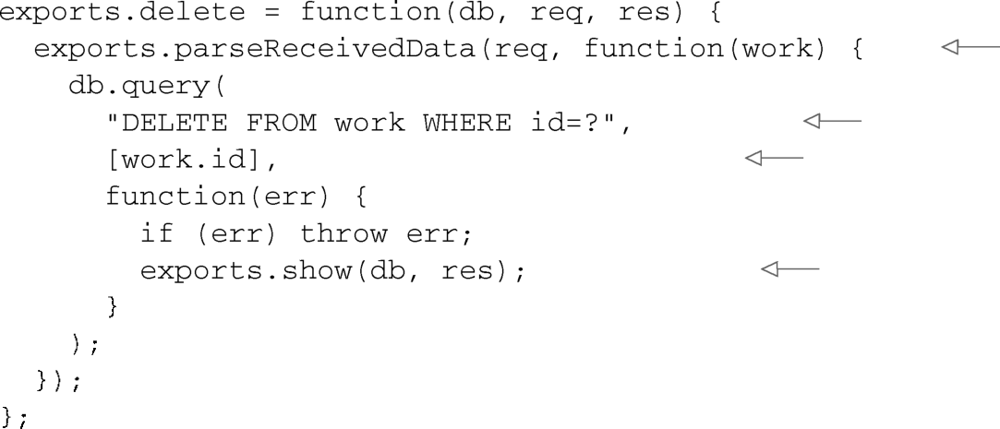 exports.delete = function(db, req, res) {
  exports.parseReceivedData(req, function(work) {
    db.query(
      "DELETE FROM work WHERE id=?",
      [work.id],
      function(err) {
        if (err) throw err;
        exports.show(db, res);
      }
    );
  });
};